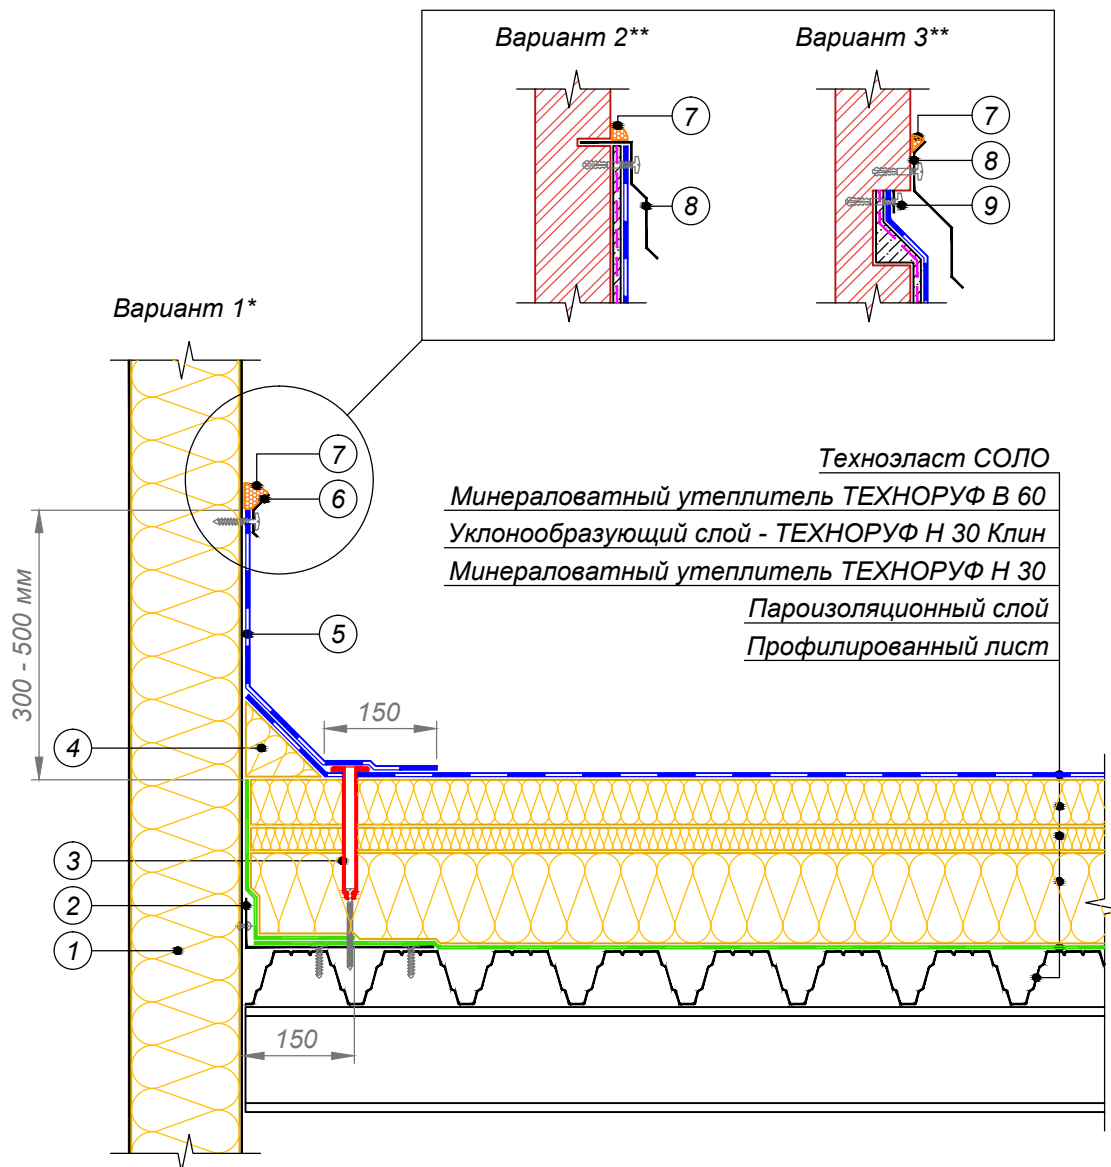 Вариант 2**
Вариант 3**
7
8
7
8
9
Вариант 1*
7
6
5
300 - 500 мм
150
4
3
2
1
150
Техноэласт СОЛО
Минераловатный утеплитель ТЕХНОРУФ В 60
Уклонообразующий слой - ТЕХНОРУФ Н 30 Клин
Минераловатный утеплитель ТЕХНОРУФ Н 30
Пароизоляционный слой
Профилированный лист